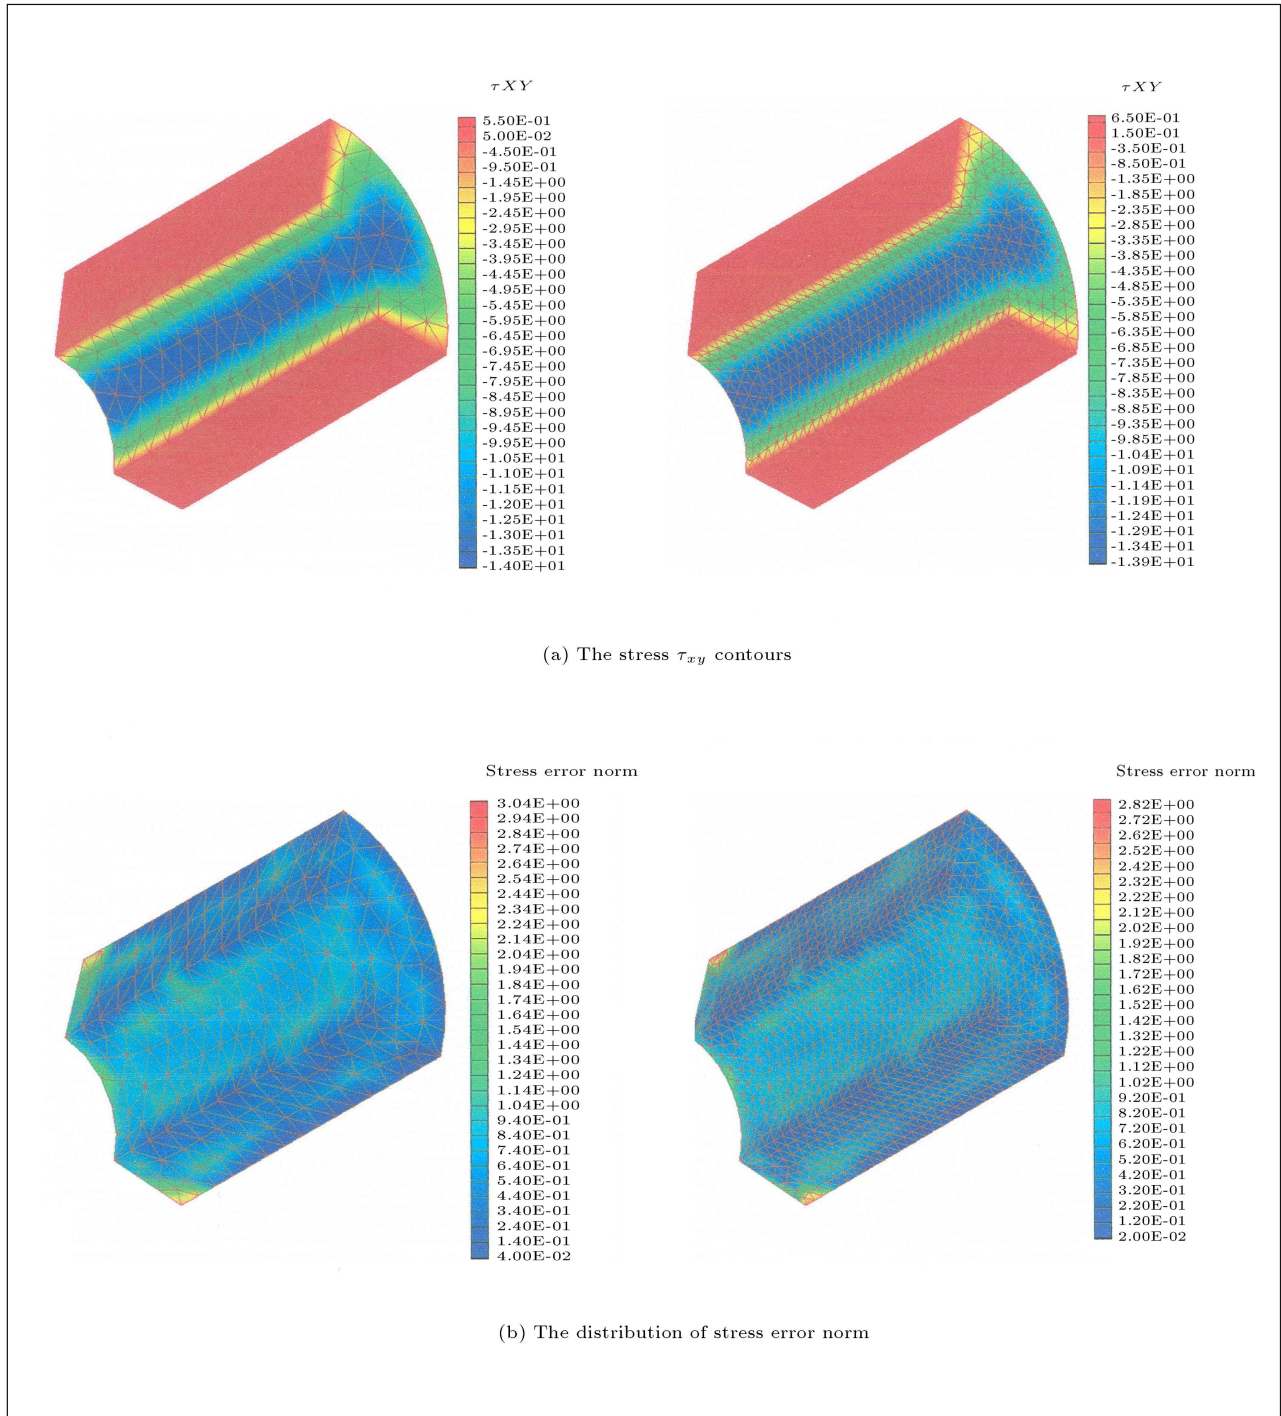 τXY
5.50E-01
5.00E-02
-4.50E-01
-9.50E-01
-1.45E+00
-1.95E+00
-2.45E+00
-2.95E+00
-3.45E+00
-3.95E+00
-4.45E+00
-4.95E+00
-5.45E+00
-5.95E+00
-6.45E+00
-6.95E+00
-7.45E+00
-7.95E+00
-8.45E+00
-8.95E+00
-9.45E+00
-9.95E+00
-1.05E+01
-1.10E+01
-1.15E+01
-1.20E+01
-1.25E+01
-1.30E+01
-1.35E+01
-1.40E+01
τXY
6.50E-01
1.50E-01
-3.50E-01
-8.50E-01
-1.35E+00
-1.85E+00
-2.35E+00
-2.85E+00
-3.35E+00
-3.85E+00
-4.35E+00
-4.85E+00
-5.35E+00
-5.85E+00
-6.35E+00
-6.85E+00
-7.35E+00
-7.85E+00
-8.35E+00
-8.85E+00
-9.35E+00
-9.85E+00
-1.04E+01
-1.09E+01
-1.14E+01
-1.19E+01
-1.24E+01
-1.29E+01
-1.34E+01
-1.39E+01
(a) The stress τxy contours
Stress error norm
3.04E+00
2.94E+00
2.84E+00
2.74E+00
2.64E+00
2.54E+00
2.44E+00
2.34E+00
2.24E+00
2.14E+00
2.04E+00
1.94E+00
1.84E+00
1.74E+00
1.64E+00
1.54E+00
1.44E+00
1.34E+00
1.24E+00
1.14E+00
1.04E+00
9.40E-01
8.40E-01
7.40E-01
6.40E-01
5.40E-01
4.40E-01
3.40E-01
2.40E-01
1.40E-01
4.00E-02
Stress error norm
2.82E+00
2.72E+00
2.62E+00
2.52E+00
2.42E+00
2.32E+00
2.22E+00
2.12E+00
2.02E+00
1.92E+00
1.82E+00
1.72E+00
1.62E+00
1.52E+00
1.42E+00
1.32E+00
1.22E+00
1.12E+00
1.02E+00
9.20E-01
8.20E-01
7.20E-01
6.20E-01
5.20E-01
4.20E-01
3.20E-01
2.20E-01
1.20E-01
2.00E-02
(b) The distribution of stress error norm